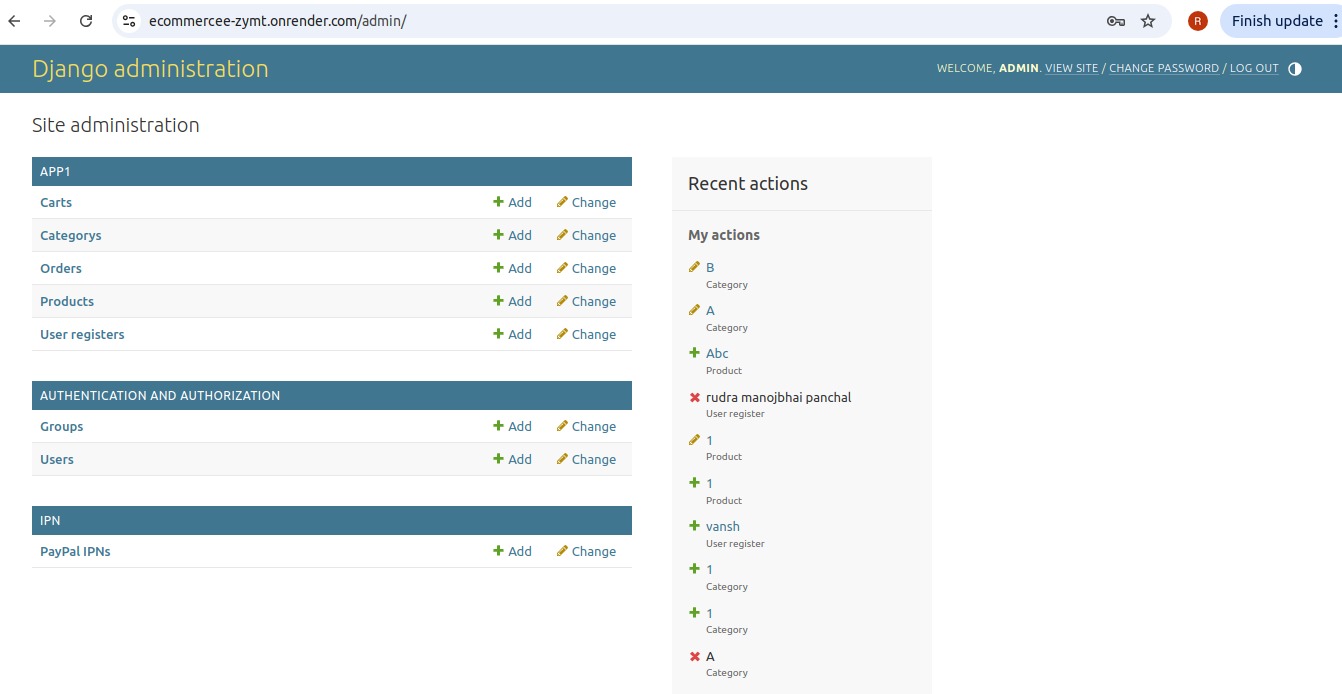 ecommercee-zymt.onrender.com/admin/
R
Finish update
Django administration
WELCOME, ADMIN. VIEW SITE / CHANGE PASSWORD / LOG OUT
Site administration
APP1
Carts Add Change
Categorys Add Change
Orders Add Change
Products Add Change
User registers Add Change
AUTHENTICATION AND AUTHORIZATION
Groups Add Change
Users Add Change
IPN
PayPal IPNs Add Change
Recent actions
My actions
B
Category
A
Category
Abc
Product
rudra manojbhai panchal
User register
1
Product
1
Product
vansh
User register
1
Category
1
Category
A
Category